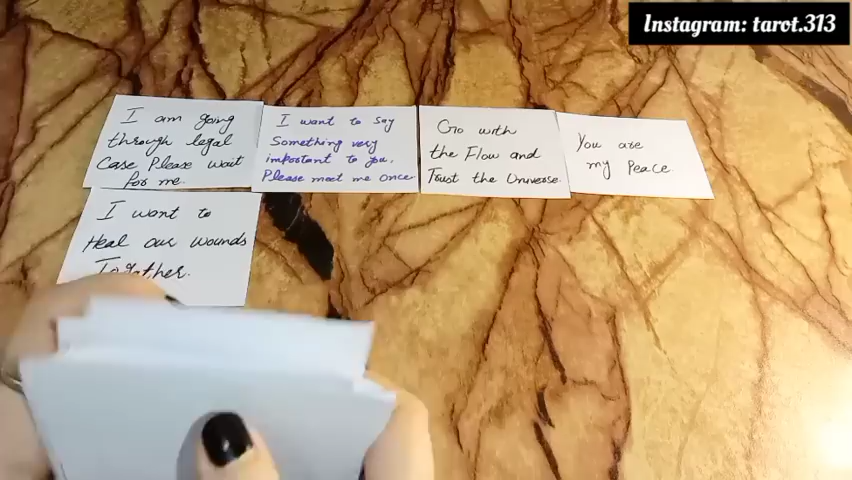 Instagram: tarot.313
I am going
through legal
Case Please wait
for me.
I want to Say
Something very
important to you.
Please meet me once.
Go with
the Flow and
Trust the Universe.
You are
my Peace.
I want to
Heal our wounds
Together.